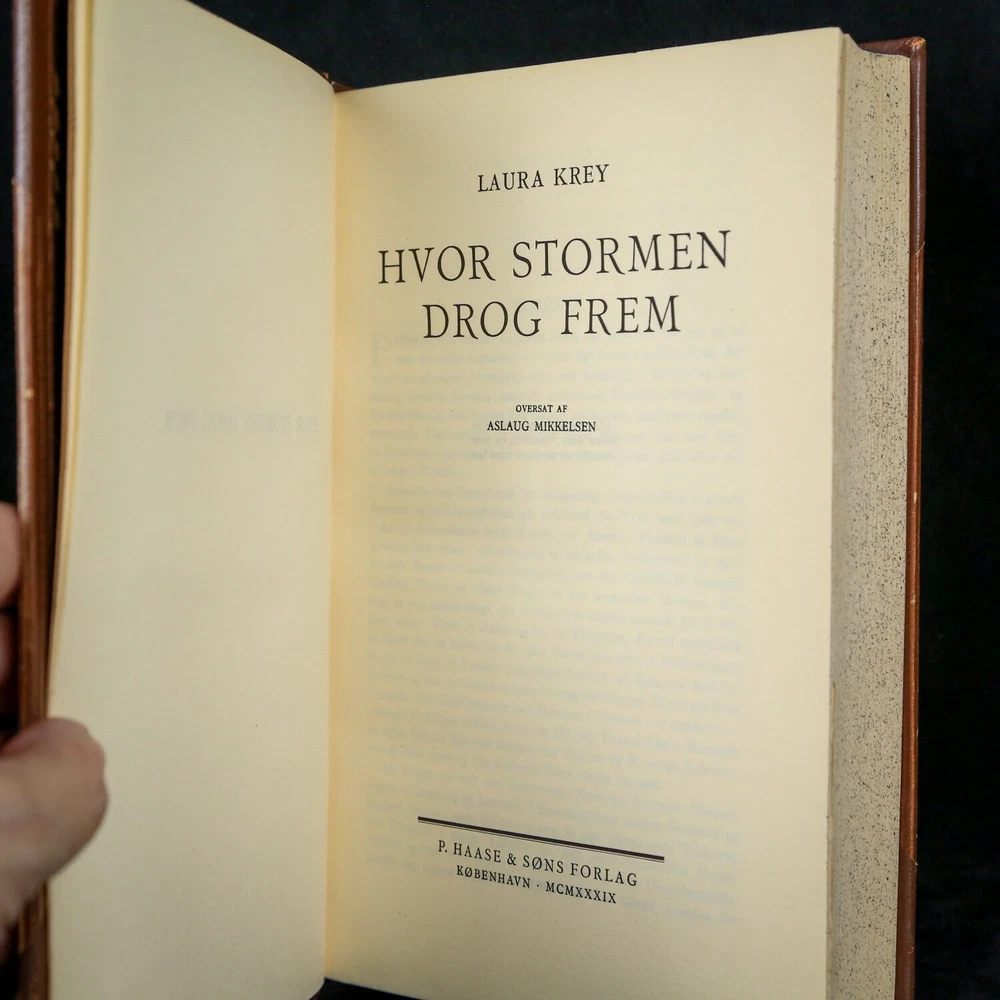 LAURA KREY
HVOR STORMEN
DROG FREM
OVERSAT AF
ASLAUG MIKKELSEN
P. HAASE & SØNS FORLAG
KØBENHAVN · MCMXXXIX